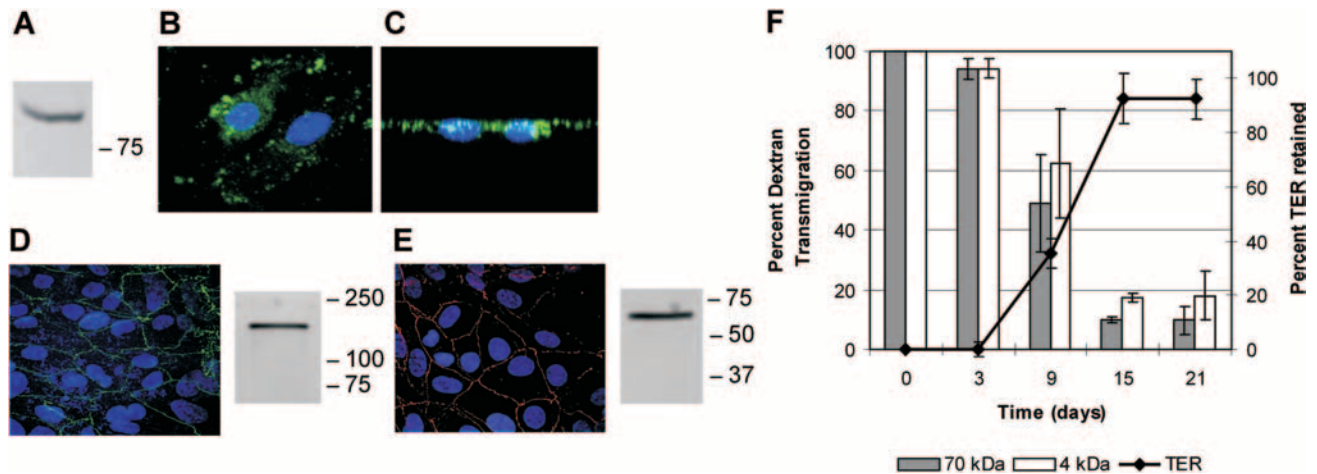 A
– 75
B
C
D
– 250
– 100
– 75
E
– 75
– 50
– 37
F
Percent Dextran
Transmigration
100
80
60
40
20
0
Percent TER retained
100
80
60
40
20
0
0 3 9 15 21
Time (days)
70 kDa 4 kDa TER